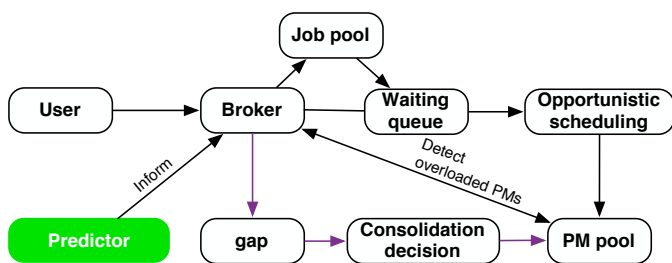 Job pool
User
Broker
Waiting
queue
Opportunistic
scheduling
Inform
Detect
overloaded PMs
Predictor
gap
Consolidation
decision
PM pool